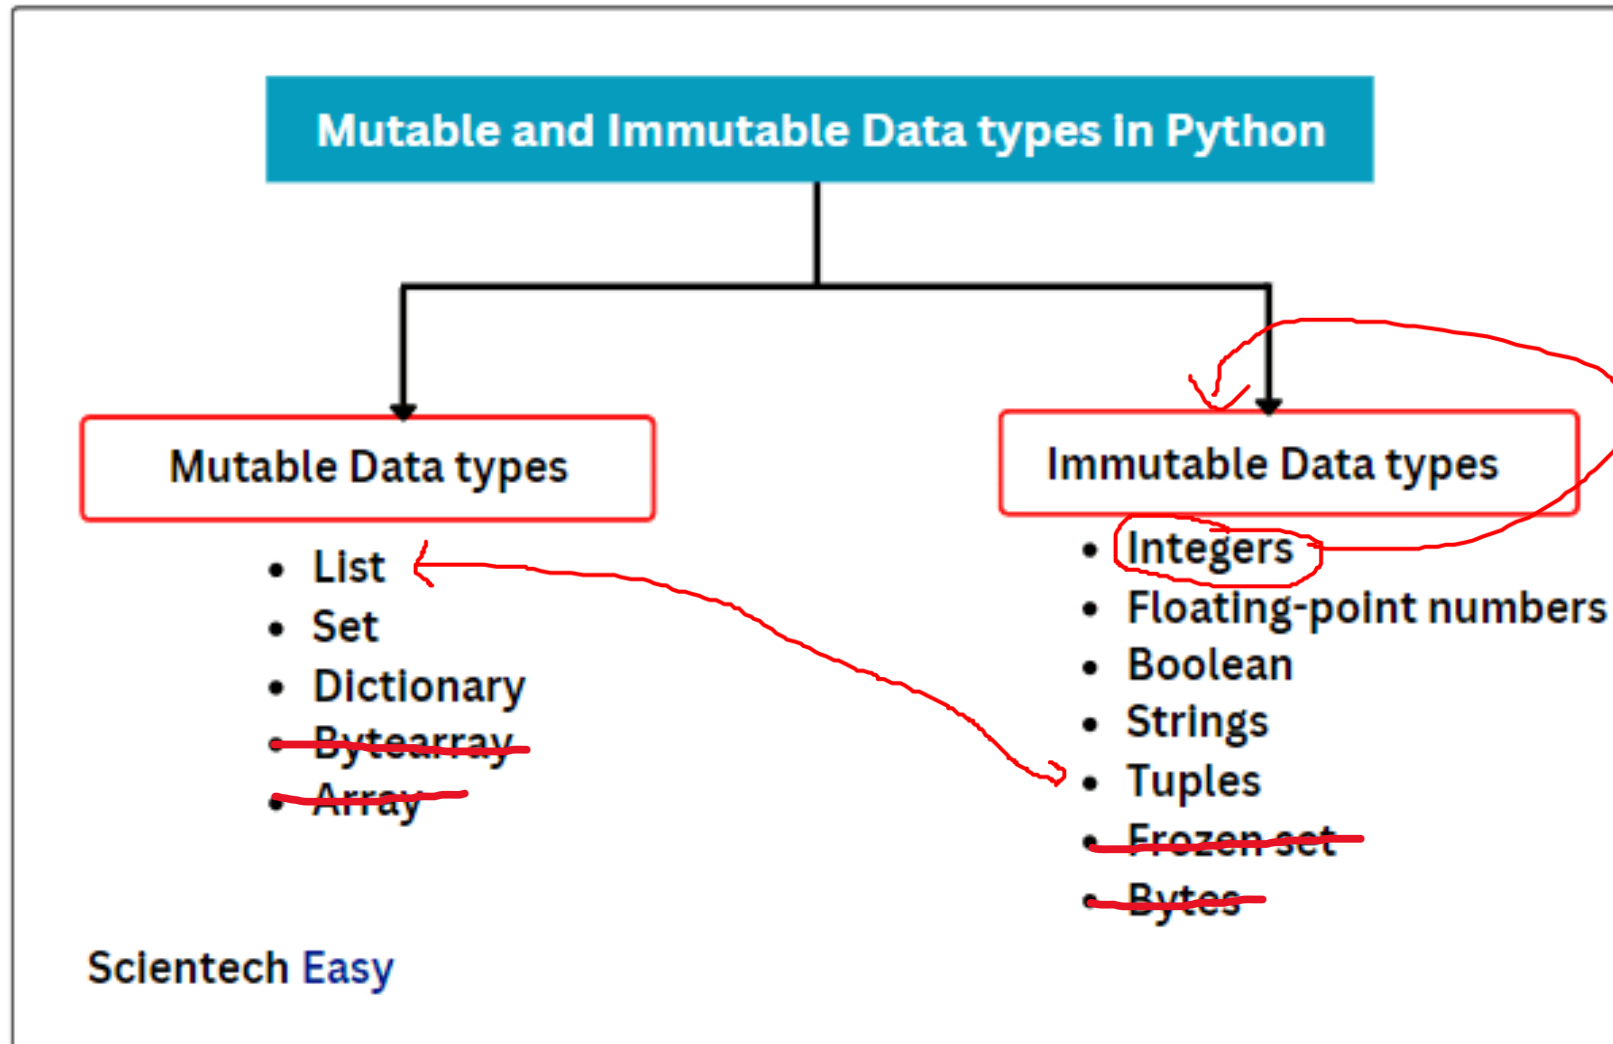 Mutable and Immutable Data types in Python
Mutable Data types
• List
• Set
• Dictionary
• Bytearray
• Array
Immutable Data types
• Integers
• Floating-point numbers
• Boolean
• Strings
• Tuples
• Frozen set
• Bytes
Scientech Easy